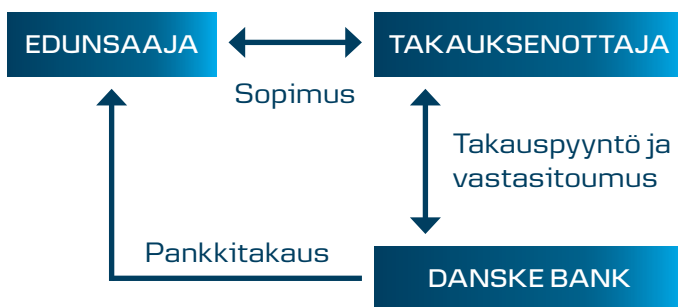 EDUNSAAJA
TAKAUKSENOTTAJA
Sopimus
Takauspyyntö ja
vastasitoumus
Pankkitakaus
DANSKE BANK